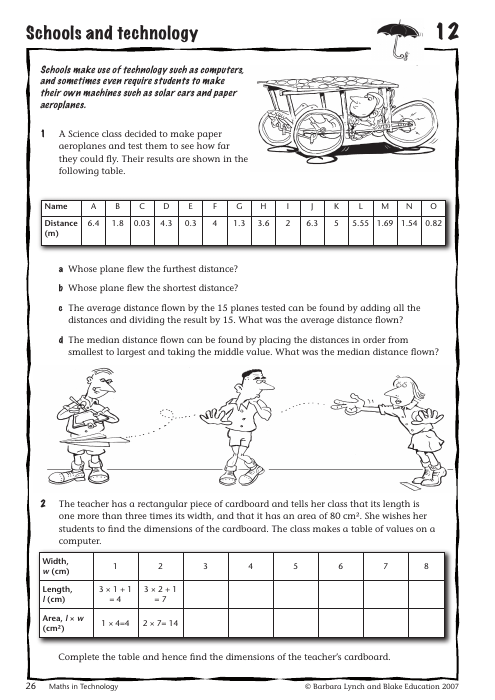 Schools and technology
12
Schools make use of technology such as computers,
and sometimes even require students to make
their own machines such as solar cars and paper
aeroplanes.
1 A Science class decided to make paper
aeroplanes and test them to see how far
they could fly. Their results are shown in the
following table.
Name A B C D E F G H I J K L M N O
Distance (m) 6.4 1.8 0.03 4.3 0.3 4 1.3 3.6 2 6.3 5 5.55 1.69 1.54 0.82
a Whose plane flew the furthest distance?
b Whose plane flew the shortest distance?
c The average distance flown by the 15 planes tested can be found by adding all the
distances and dividing the result by 15. What was the average distance flown?
d The median distance flown can be found by placing the distances in order from
smallest to largest and taking the middle value. What was the median distance flown?
2 The teacher has a rectangular piece of cardboard and tells her class that its length is
one more than three times its width, and that it has an area of 80 cm². She wishes her
students to find the dimensions of the cardboard. The class makes a table of values on a
computer.
Width, w (cm) 1 2 3 4 5 6 7 8
Length, l (cm) 3 × 1 + 1 = 4 3 × 2 + 1 = 7
Area, l × w (cm²) 1 × 4=4 2 × 7= 14
Complete the table and hence find the dimensions of the teacher's cardboard.
26 Maths in Technology
© Barbara Lynch and Blake Education 2007